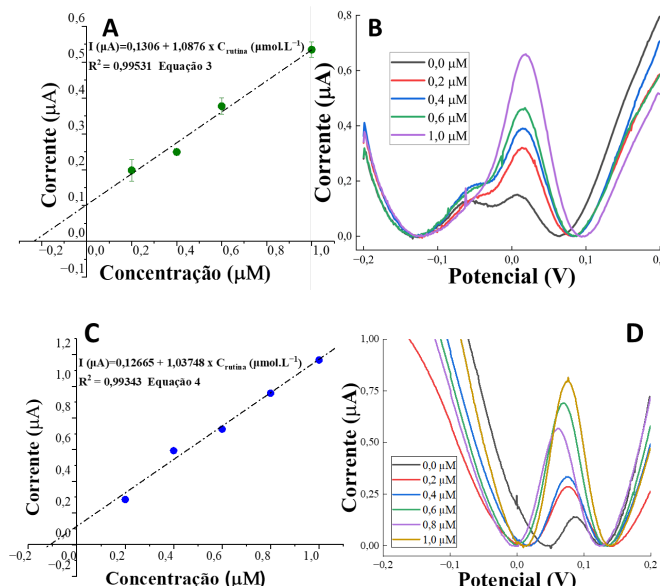 A
I (µA)=0,1306 + 1,0876 x Crutina (µmol.L⁻¹)
R² = 0,99531 Equação 3
0,6
0,5
0,4
0,3
0,2
0,1
0,0
−0,1
−0,2
0,0
0,2
0,4
0,6
0,8
1,0
Corrente (µA)
Concentração (µM)
B
0,0 µM
0,2 µM
0,4 µM
0,6 µM
1,0 µM
0,8
0,6
0,4
0,2
0,0
-0,2
-0,1
0,0
0,1
0,2
Corrente (µA)
Potencial (V)
C
I (µA)=0,12665 + 1,03748 x Crutina (µmol.L⁻¹)
R² = 0,99343 Equação 4
1,2
1,1
0,8
0,6
0,5
0,4
0,2
0,0
−0,2
−0,2
0,0
0,2
0,4
0,6
0,8
1,0
Corrente (µA)
Concentração (µM)
D
0,0 µM
0,2 µM
0,4 µM
0,6 µM
0,8 µM
1,0 µM
1,00
0,75
0,50
0,25
0,00
−0,2
−0,1
0,0
0,1
0,2
Corrente (µA)
Potencial (V)